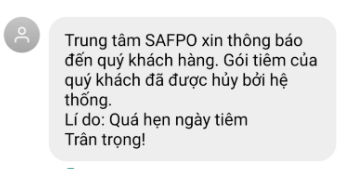 Trung tâm SAFPO xin thông báo
đến quý khách hàng. Gói tiêm của
quý khách đã được hủy bởi hệ
thống.
Lí do: Quá hẹn ngày tiêm
Trân trọng!